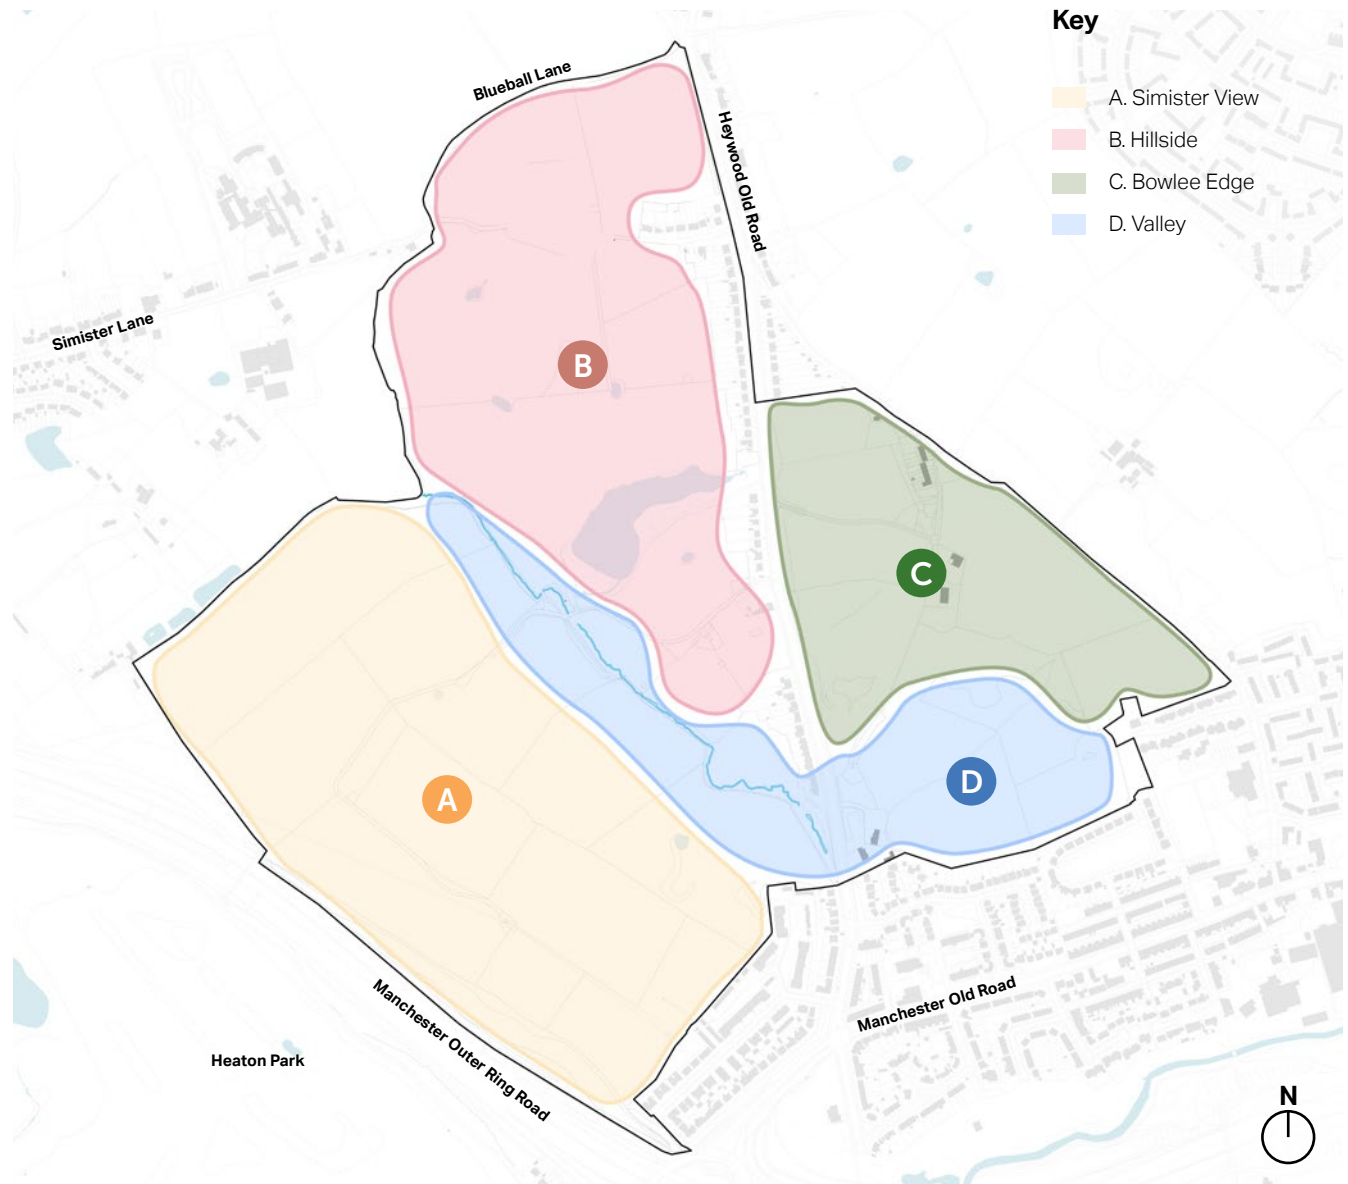 Key
A. Simister View
B. Hillside
C. Bowlee Edge
D. Valley
Blueball Lane
Heywood Old Road
Simister Lane
B
C
A
D
Manchester Old Road
Manchester Outer Ring Road
Heaton Park
N